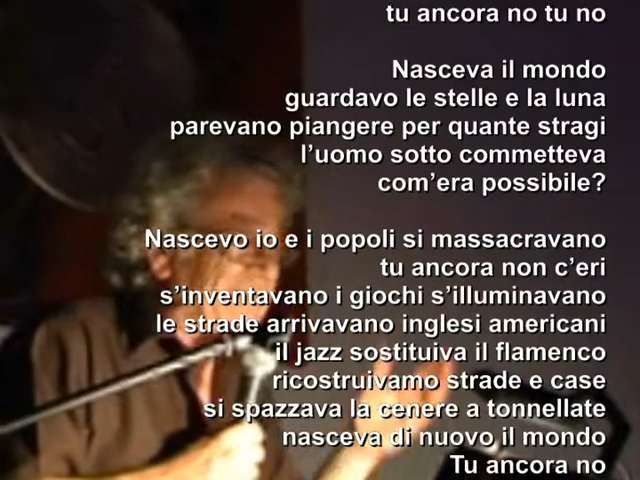 tu ancora no tu no
Nasceva il mondo
guardavo le stelle e la luna
parevano piangere per quante stragi
l’uomo sotto commetteva
com’era possibile?
Nascevo io e i popoli si massacravano
tu ancora non c’eri
s’inventavano i giochi s’illuminavano
le strade arrivavano inglesi americani
il jazz sostituiva il flamenco
ricostruivamo strade e case
si spazzava la cenere a tonnellate
nasceva di nuovo il mondo
Tu ancora no